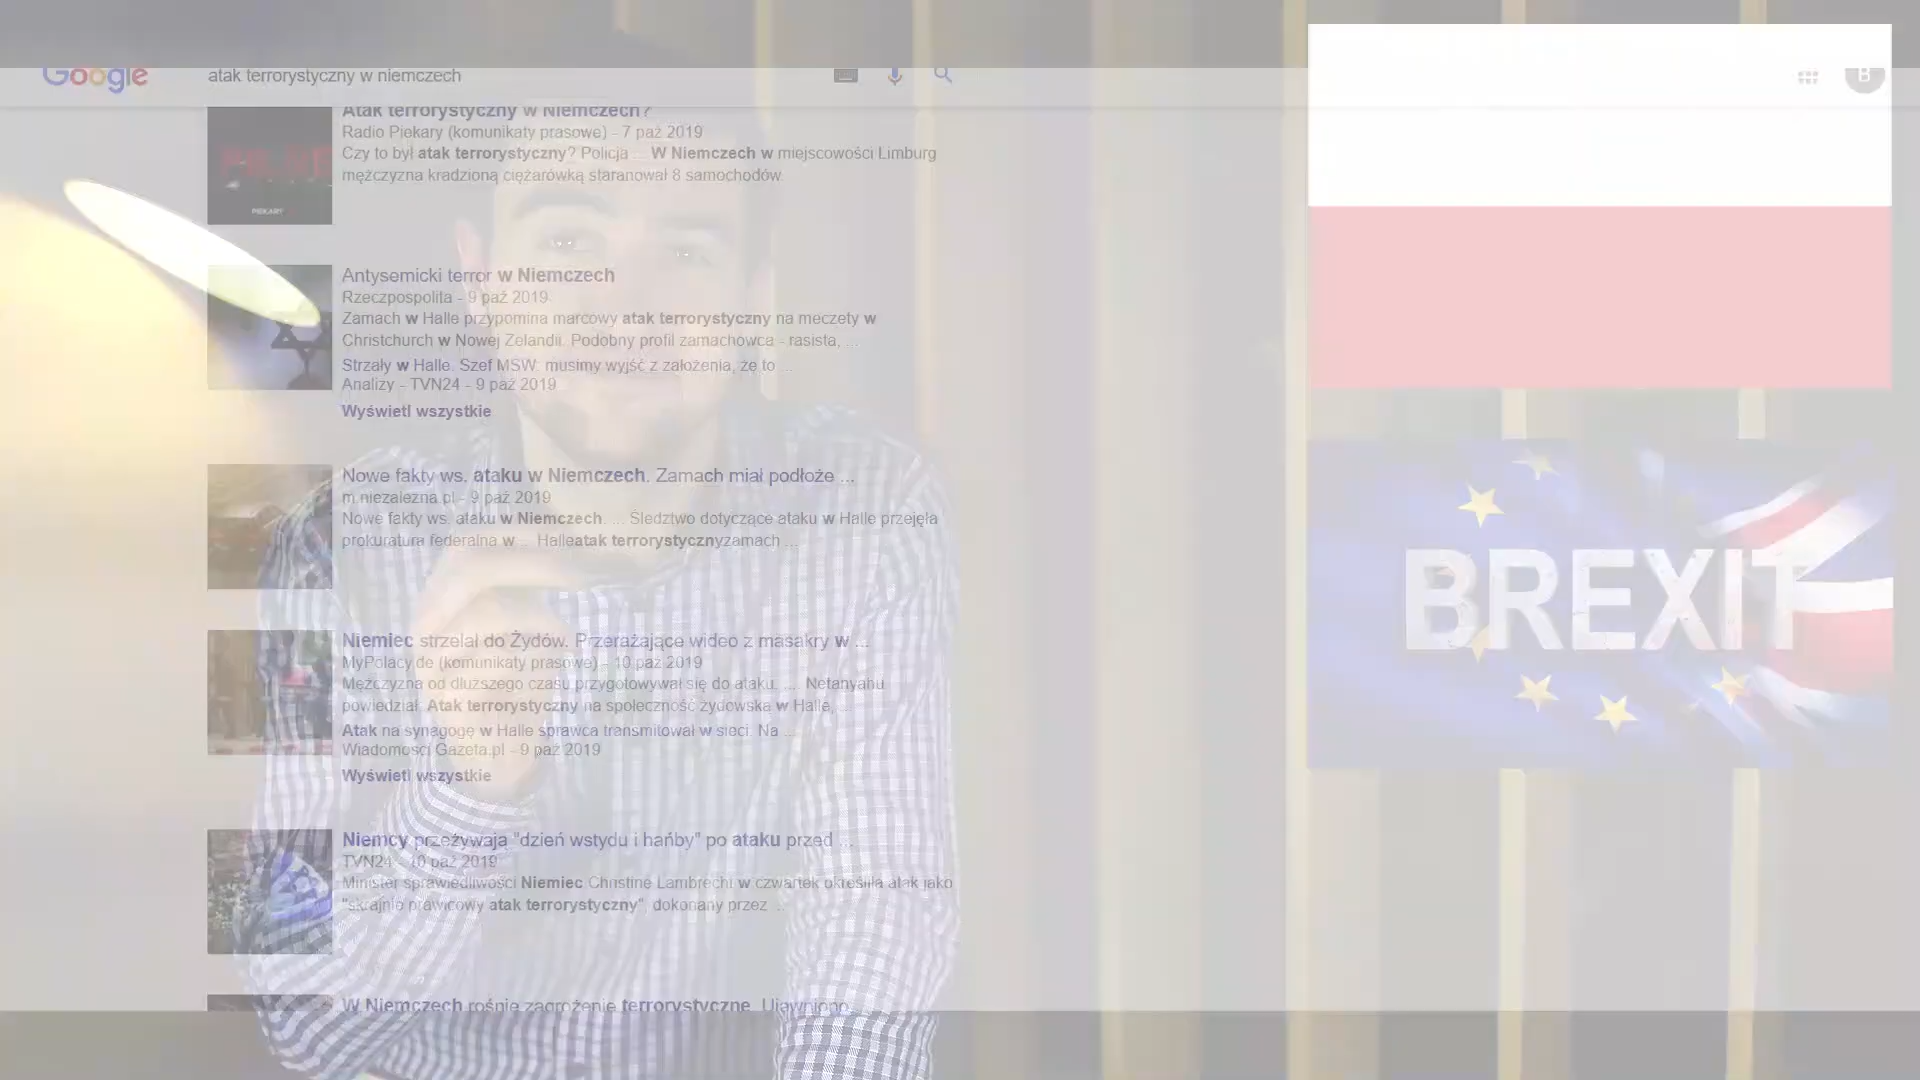 Google
atak terrorystyczny w niemczech
B
Atak terrorystyczny w Niemczech?
Radio Piekary (komunikaty prasowe) - 7 paź 2019
Czy to był atak terrorystyczny? Policja ... W Niemczech w miejscowości Limburg
mężczyzna kradzioną ciężarówką staranował 8 samochodów.
PILNE
PIEKARY
Antysemicki terror w Niemczech
Rzeczpospolita - 9 paź 2019
Zamach w Halle przypomina marcowy atak terrorystyczny na meczety w
Christchurch w Nowej Zelandii. Podobny profil zamachowca - rasista, ...
Strzały w Halle. Szef MSW: musimy wyjść z założenia, że to ...
Analizy - TVN24 - 9 paź 2019
Wyświetl wszystkie
Nowe fakty ws. ataku w Niemczech. Zamach miał podłoże ...
m.niezalezna.pl - 9 paź 2019
Nowe fakty ws. ataku w Niemczech. ... Śledztwo dotyczące ataku w Halle przejęła
prokuratura federalna w ... Halleatak terrorystycznyzamach ...
Niemiec strzelał do Żydów. Przerażające wideo z masakry w ...
MyPolacy.de (komunikaty prasowe) - 10 paź 2019
Mężczyzna od dłuższego czasu przygotowywał się do ataku. ... Netanyahu
powiedział: Atak terrorystyczny na społeczność żydowską w Halle, ...
Atak na synagogę w Halle sprawca transmitował w sieci. Na ...
Wiadomości Gazeta.pl - 9 paź 2019
Wyświetl wszystkie
Niemcy przeżywają "dzień wstydu i hańby" po ataku przed ...
TVN24 - 10 paź 2019
Minister sprawiedliwości Niemiec Christine Lambrecht w czwartek określiła atak jako
"skrajnie prawicowy atak terrorystyczny", dokonany przez ...
W Niemczech rośnie zagrożenie terrorystyczne. Ujawniono
BREXIT